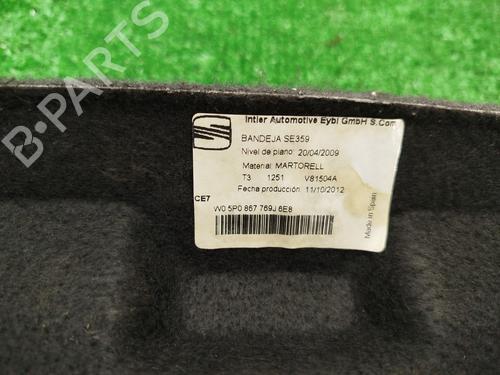 Intier Automotive Eybl GmbH S.Com
BANDEJA SE359
Nivel de plano: 20/04/2009
Material: MARTORELL
T3 1251 V81504A
Fecha producción: 11/10/2012
CE7
W0 5P0 867 769J 6E8
Made in Spain
B-PARTS